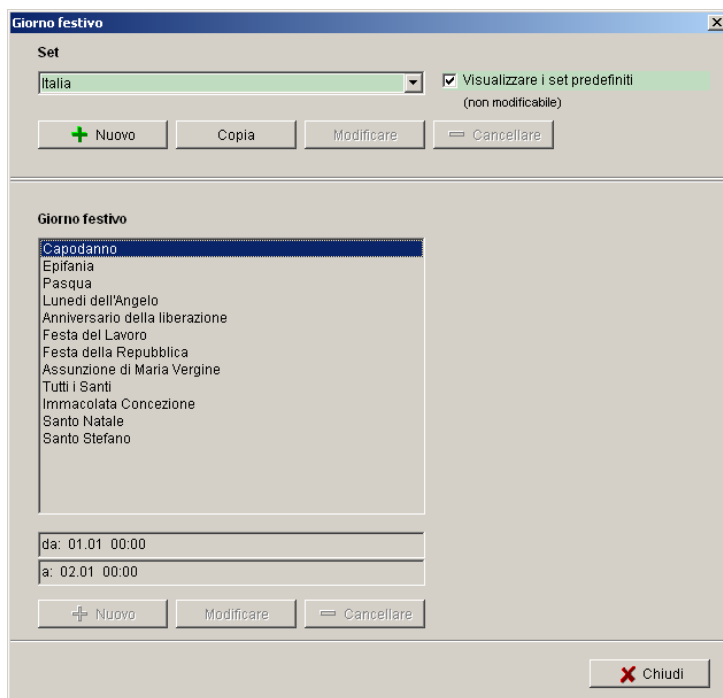 Giorno festivo
Set
Italia
Visualizzare i set predefiniti
(non modificabile)
Nuovo
Copia
Modificare
Cancellare
Giorno festivo
Capodanno
Epifania
Pasqua
Lunedi dell'Angelo
Anniversario della liberazione
Festa del Lavoro
Festa della Repubblica
Assunzione di Maria Vergine
Tutti i Santi
Immacolata Concezione
Santo Natale
Santo Stefano
da: 01.01 00:00
a: 02.01 00:00
Nuovo
Modificare
Cancellare
Chiudi